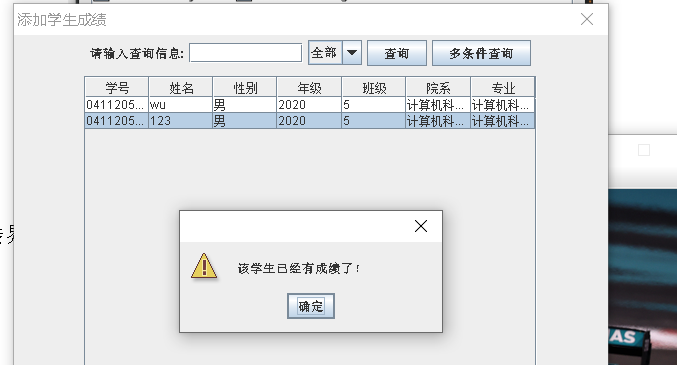 添加学生成绩
请输入查询信息: 全部 查询 多条件查询
学号 姓名 性别 年级 班级 院系 专业
0411205... wu 男 2020 5 计算机科... 计算机科...
0411205... 123 男 2020 5 计算机科... 计算机科...
该学生已经有成绩了!
确定
AS